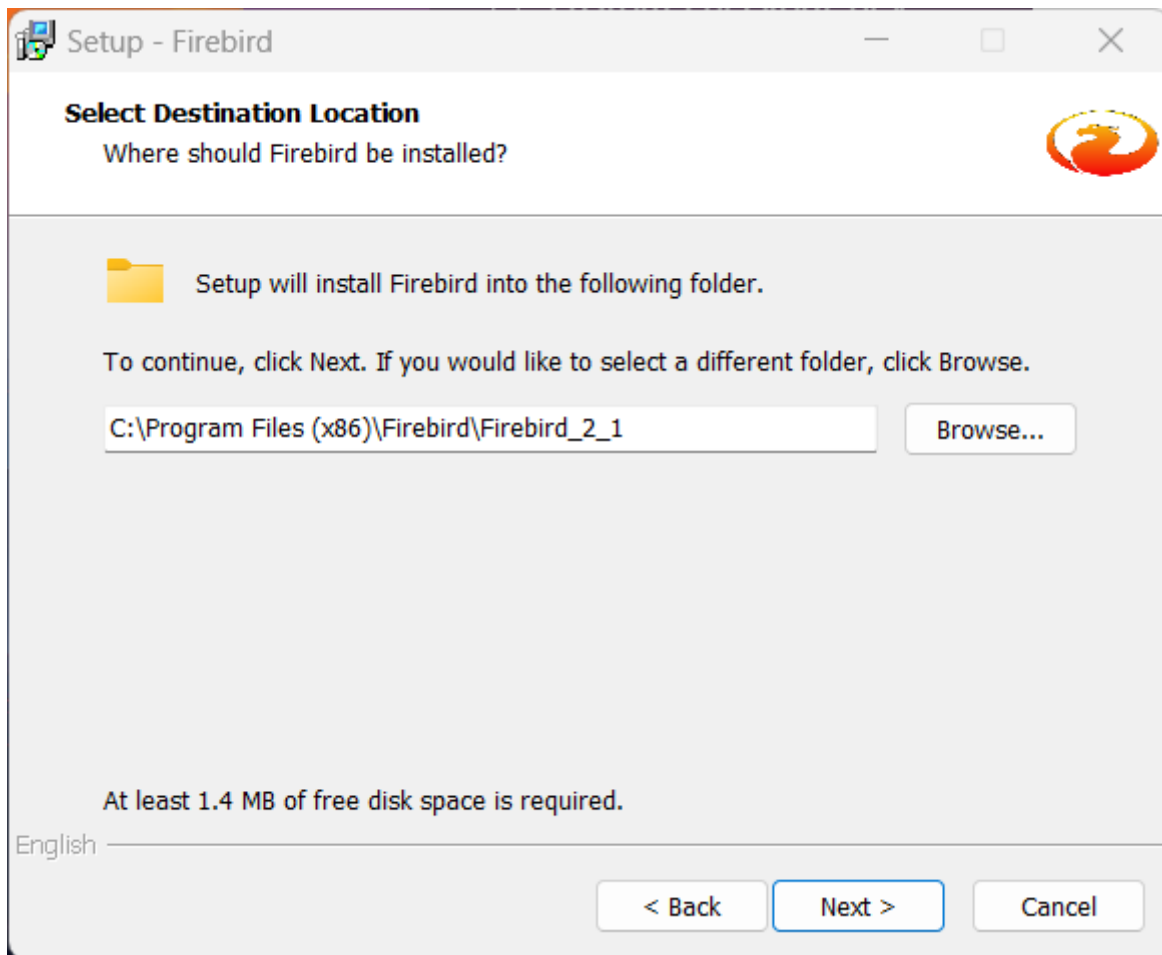 Setup - Firebird
Select Destination Location
Where should Firebird be installed?
Setup will install Firebird into the following folder.
To continue, click Next. If you would like to select a different folder, click Browse.
C:\Program Files (x86)\Firebird\Firebird_2_1
Browse...
At least 1.4 MB of free disk space is required.
English
< Back
Next >
Cancel